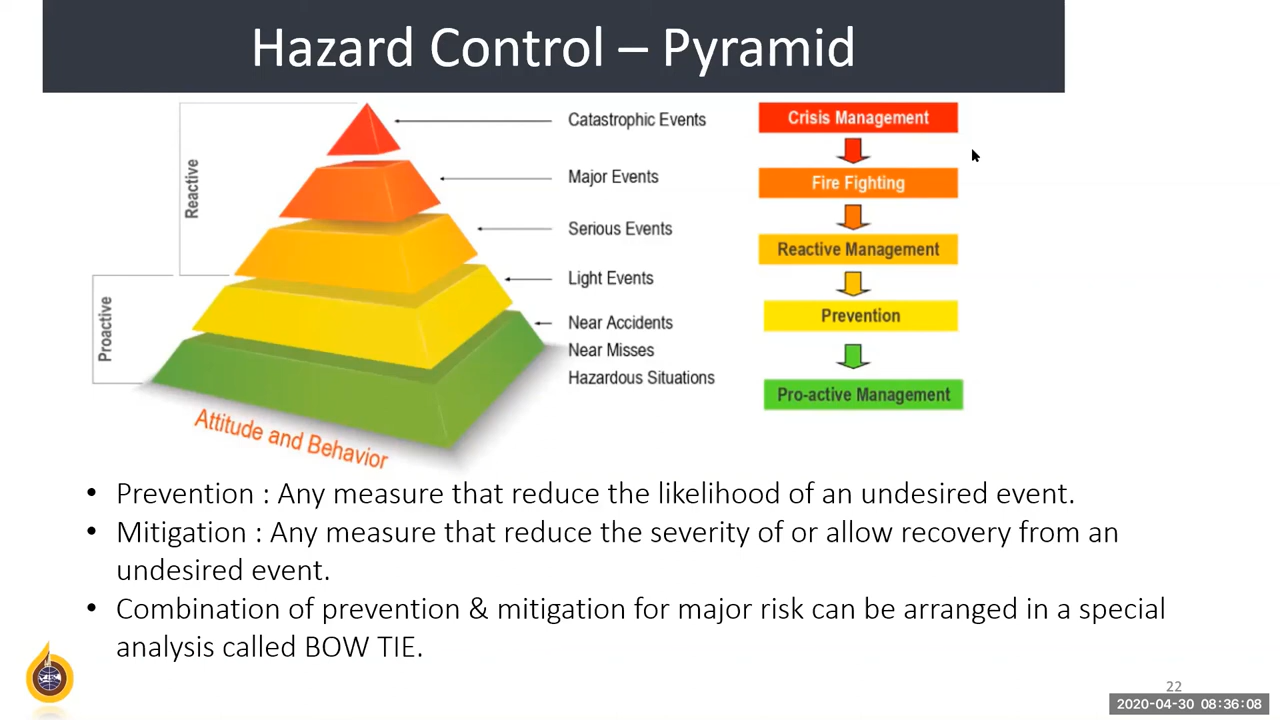 Hazard Control – Pyramid
Reactive
Proactive
Attitude and Behavior
Catastrophic Events
Major Events
Serious Events
Light Events
Near Accidents
Near Misses
Hazardous Situations
Crisis Management
Fire Fighting
Reactive Management
Prevention
Pro-active Management
• Prevention : Any measure that reduce the likelihood of an undesired event.
• Mitigation : Any measure that reduce the severity of or allow recovery from an
undesired event.
• Combination of prevention & mitigation for major risk can be arranged in a special
analysis called BOW TIE.
22
2020-04-30 08:36:08